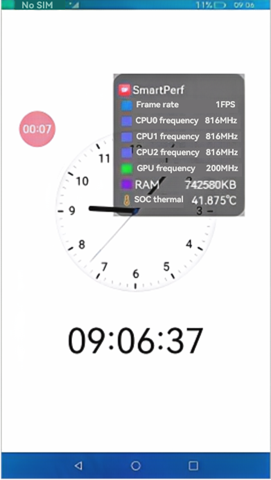 No SIM 11% 09:06
SmartPerf
Frame rate 1FPS
CPU0 frequency 816MHz
CPU1 frequency 816MHz
CPU2 frequency 816MHz
GPU frequency 200MHz
RAM 742580KB
SOC thermal 41.875°C
00:07
11
12
10
9
3
8
4
7
6
5
09:06:37